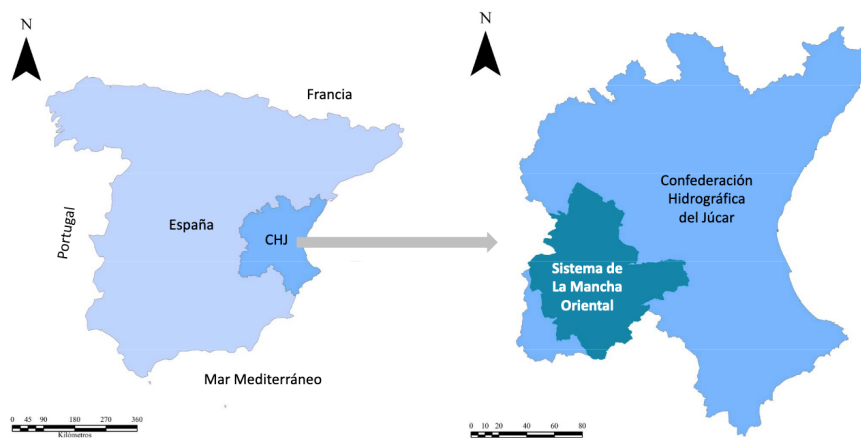 N
Francia
Portugal
España
CHJ
Mar Mediterráneo
0 45 90 180 270 360
Kilómetros
N
Confederación
Hidrográfica
del Júcar
Sistema de
La Mancha
Oriental
0 10 20 40 60 80